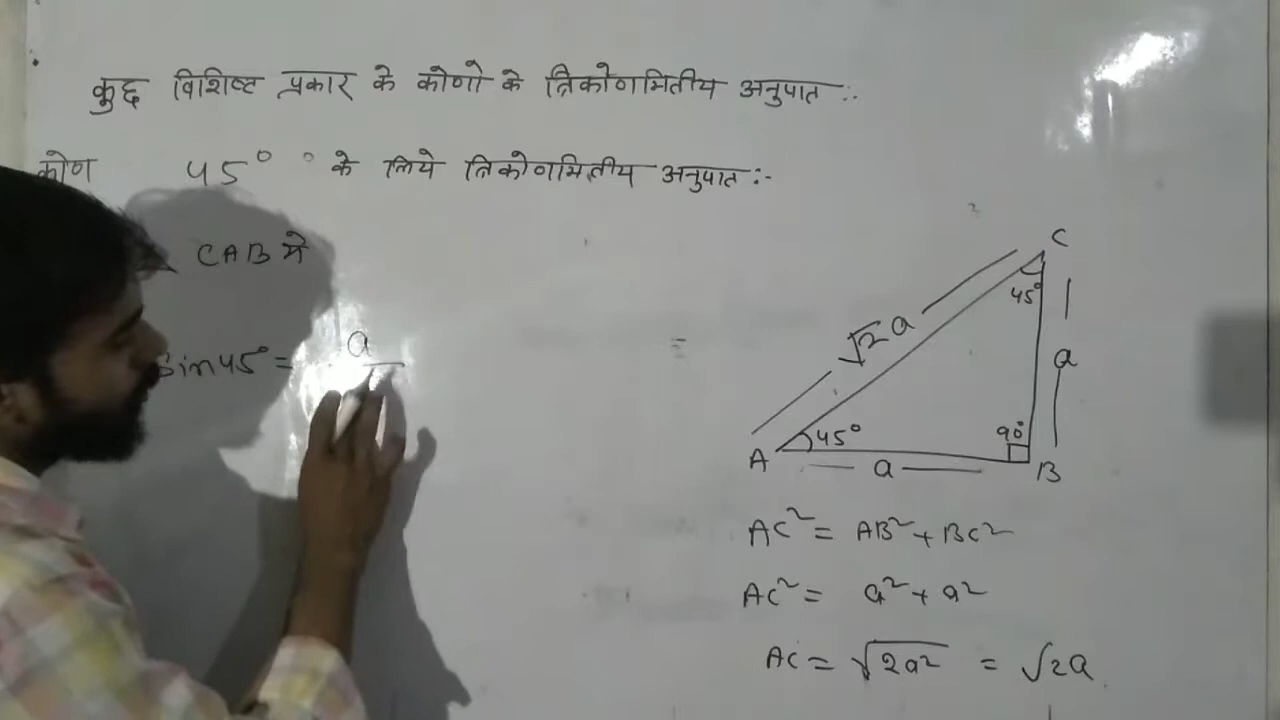 कुछ विशिष्ट प्रकार के कोणो के त्रिकोणमितीय अनुपात :-
कोण 45° ° के लिये त्रिकोणमितीय अनुपात :-
CAB मे
Sin45° = a
=
C
45°
√2 a
a
A 45° 90° B
a
AC² = AB² + BC²
AC² = a² + a²
AC = √2a² = √2a